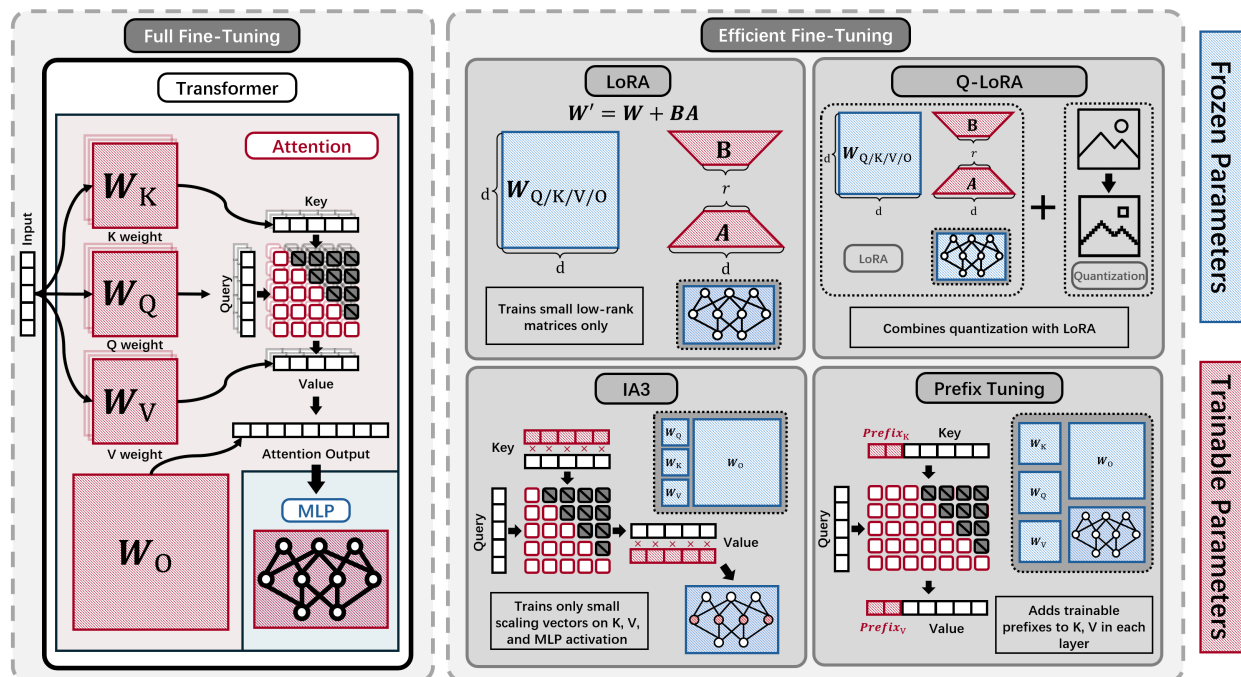 Full Fine-Tuning
Transformer
Attention
Input
W_K
K weight
W_Q
Q weight
W_V
V weight
Key
Query
Value
Attention Output
W_O
MLP
Efficient Fine-Tuning
LoRA
W' = W + BA
d
W_Q/K/V/O
d
B
r
A
d
Trains small low-rank
matrices only
Q-LoRA
d
W_Q/K/V/O
d
B
r
A
d
LoRA
+
Quantization
Combines quantization with LoRA
IA3
Key
Query
Value
W_Q
W_K
W_V
W_O
Trains only small
scaling vectors on K, V,
and MLP activation
Prefix Tuning
Prefix_K
Key
Query
Prefix_V
Value
W_K
W_Q
W_V
W_O
Adds trainable
prefixes to K, V in each
layer
Frozen Parameters
Trainable Parameters